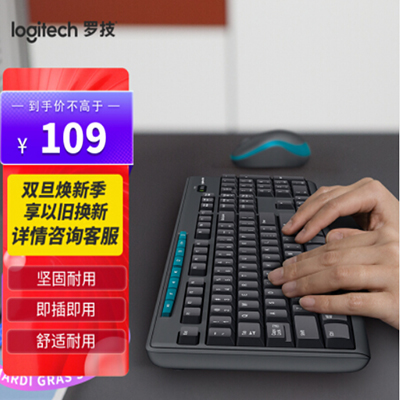 logitech 罗技
到手价不高于
¥ 109
双旦焕新季
享以旧换新
详情咨询客服
坚固耐用
即插即用
舒适耐用
ARDI GRAS S